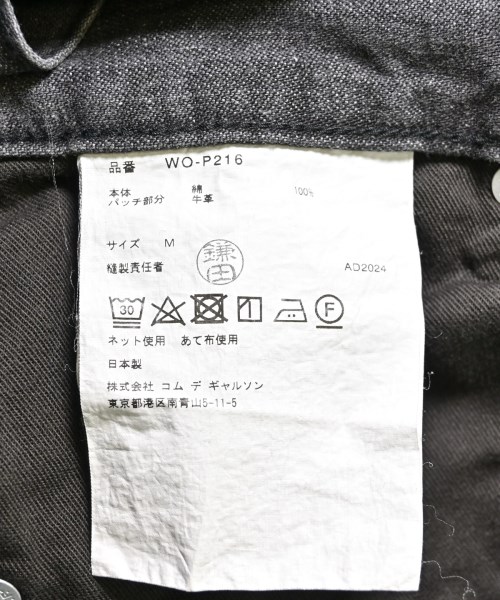 品番 WO-P216
本体 綿 100%
パッチ部分 牛革
サイズ M
鎌田
縫製責任者 AD2024
30 F
ネット使用 あて布使用
日本製
株式会社 コム デ ギャルソン
東京都港区南青山5-11-5